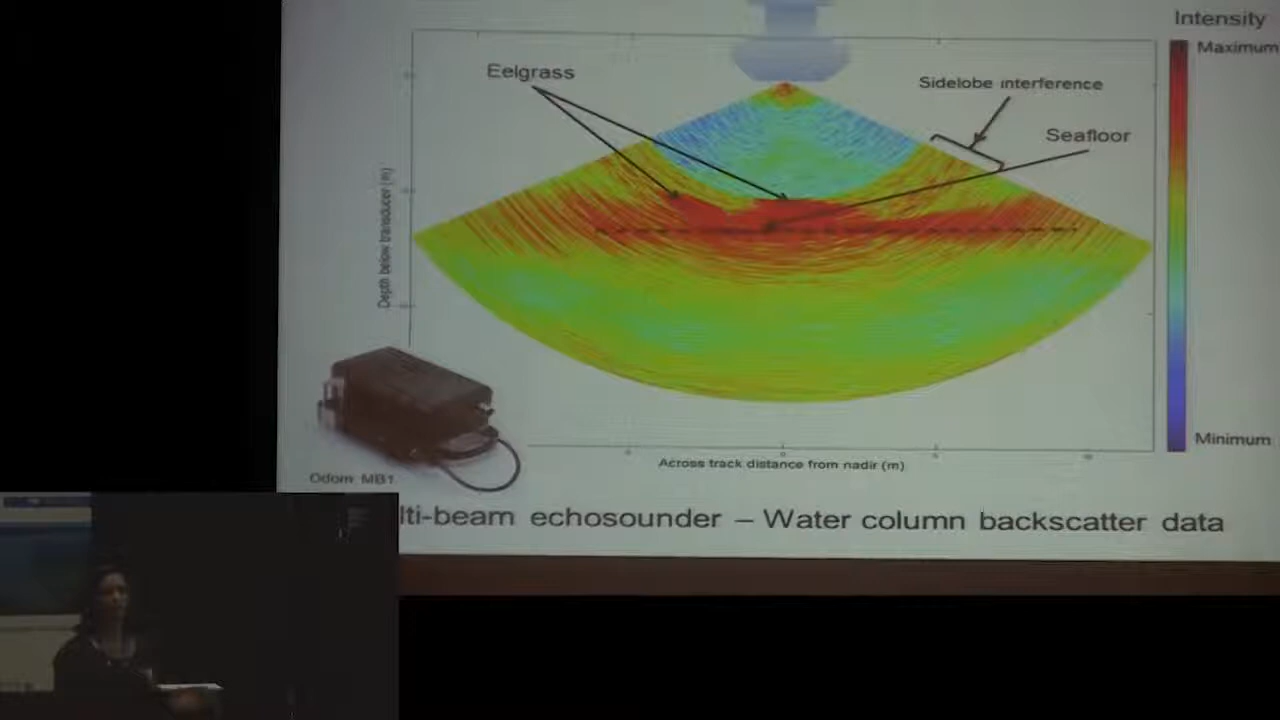 Intensity
Maximum
Eelgrass
Sidelobe interference
Seafloor
Depth below transducer (m)
Minimum
Across track distance from nadir (m)
Odom MB1
lti-beam echosounder – Water column backscatter data